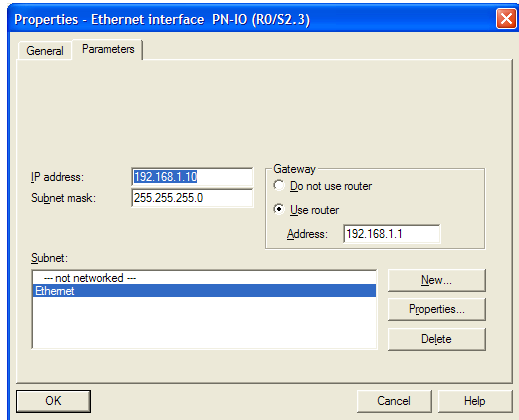 Properties - Ethernet interface PN-IO (R0/S2.3)
General Parameters
IP address: 192.168.1.10
Subnet mask: 255.255.255.0
Gateway
Do not use router
Use router
Address: 192.168.1.1
Subnet:
--- not networked ---
Ethernet
New...
Properties...
Delete
OK Cancel Help